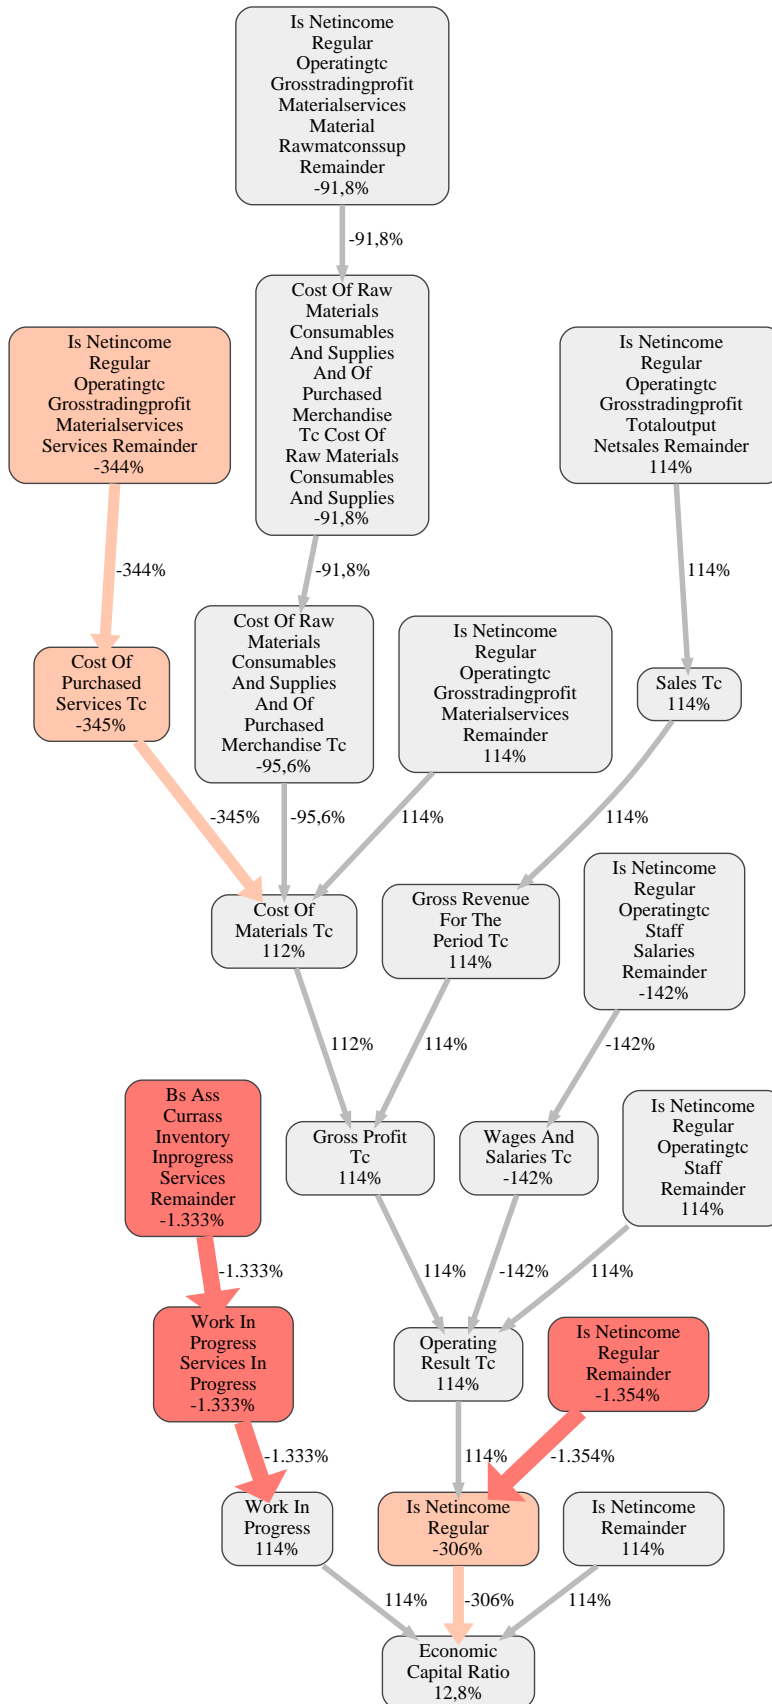 Is Netincome
Regular
Operatingtc
Grosstradingprofit
Materialservices
Material
Rawmatconssup
Remainder
-91,8%
-91,8%
Cost Of Raw
Materials
Consumables
And Supplies
And Of
Purchased
Merchandise
Tc Cost Of
Raw Materials
Consumables
And Supplies
-91,8%
Is Netincome
Regular
Operatingtc
Grosstradingprofit
Materialservices
Services Remainder
-344%
Is Netincome
Regular
Operatingtc
Grosstradingprofit
Totaloutput
Netsales Remainder
114%
-344%
-91,8%
114%
Cost Of
Purchased
Services Tc
-345%
Cost Of Raw
Materials
Consumables
And Supplies
And Of
Purchased
Merchandise Tc
-95,6%
Is Netincome
Regular
Operatingtc
Grosstradingprofit
Materialservices
Remainder
114%
Sales Tc
114%
-345%
-95,6%
114%
114%
Cost Of
Materials Tc
112%
Gross Revenue
For The
Period Tc
114%
Is Netincome
Regular
Operatingtc
Staff
Salaries
Remainder
-142%
112%
114%
-142%
Bs Ass
Currass
Inventory
Inprogress
Services
Remainder
-1.333%
Gross Profit
Tc
114%
Wages And
Salaries Tc
-142%
Is Netincome
Regular
Operatingtc
Staff
Remainder
114%
-1.333%
114%
-142%
114%
Work In
Progress
Services In
Progress
-1.333%
Operating
Result Tc
114%
Is Netincome
Regular
Remainder
-1.354%
-1.333%
114%
-1.354%
Work In
Progress
114%
Is Netincome
Regular
-306%
Is Netincome
Remainder
114%
114%
-306%
114%
Economic
Capital Ratio
12,8%